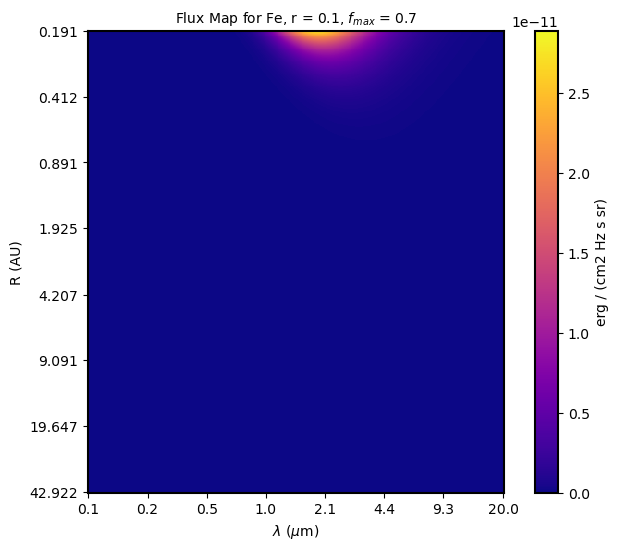 Flux Map for Fe, r = 0.1, f_max = 0.7
1e−11
0.191
0.412
0.891
1.925
4.207
9.091
19.647
42.922
R (AU)
0.1 0.2 0.5 1.0 2.1 4.4 9.3 20.0
λ (μm)
2.5
2.0
1.5
1.0
0.5
0.0
erg / (cm2 Hz s sr)